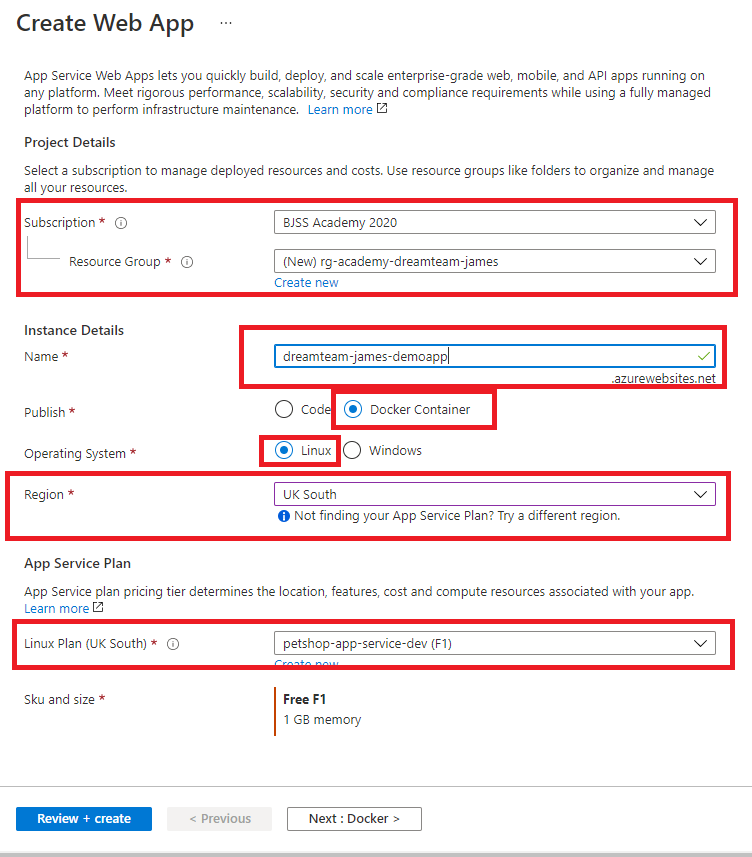 Create Web App ...
App Service Web Apps lets you quickly build, deploy, and scale enterprise-grade web, mobile, and API apps running on
any platform. Meet rigorous performance, scalability, security and compliance requirements while using a fully managed
platform to perform infrastructure maintenance. Learn more
Project Details
Select a subscription to manage deployed resources and costs. Use resource groups like folders to organize and manage
all your resources.
Subscription *
BJSS Academy 2020
Resource Group *
(New) rg-academy-dreamteam-james
Create new
Instance Details
Name *
dreamteam-james-demoapp
.azurewebsites.net
Publish *
Code
Docker Container
Operating System *
Linux
Windows
Region *
UK South
Not finding your App Service Plan? Try a different region.
App Service Plan
App Service plan pricing tier determines the location, features, cost and compute resources associated with your app.
Learn more
Linux Plan (UK South) *
petshop-app-service-dev (F1)
Create new
Sku and size *
Free F1
1 GB memory
Review + create
< Previous
Next : Docker >